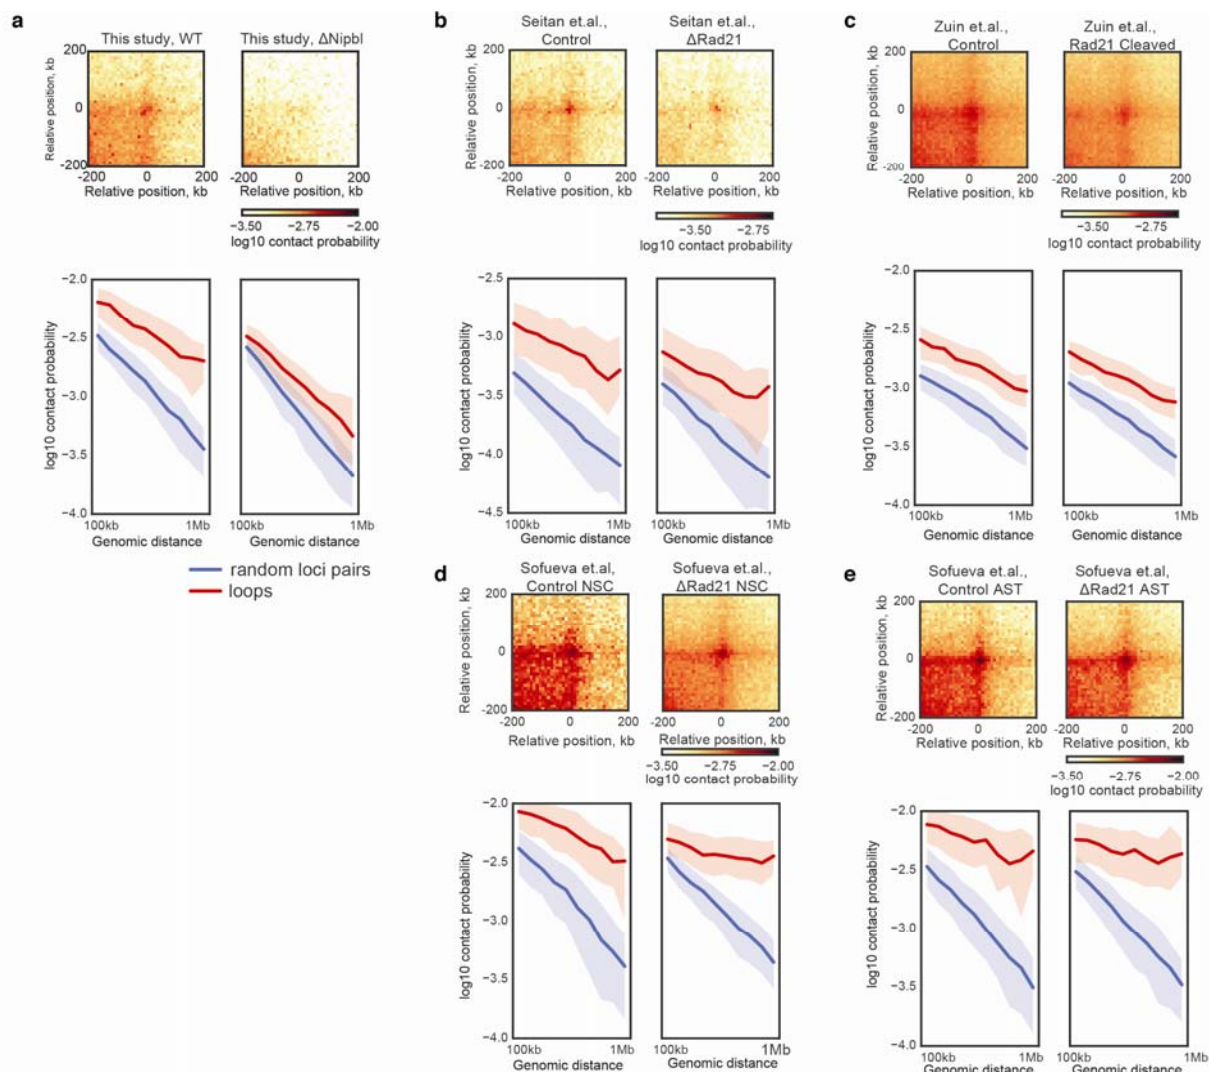 a
This study, WT
This study, ΔNipbl
Relative position, kb
200
0
-200
-200 0 200
-200 0 200
Relative position, kb
Relative position, kb
−3.50 −2.75 −2.00
log10 contact probability
log10 contact probability
−2.0
−2.5
−3.0
−3.5
−4.0
100kb 1Mb
100kb 1Mb
Genomic distance
Genomic distance
random loci pairs
loops
b
Seitan et.al.,
Control
Seitan et.al.,
ΔRad21
Relative position, kb
200
0
-200
-200 0 200
-200 0 200
Relative position, kb
Relative position, kb
−3.50 −2.75
log10 contact probability
log10 contact probability
−2.5
−3.0
−3.5
−4.0
−4.5
100kb 1Mb
100kb 1Mb
Genomic distance
Genomic distance
c
Zuin et.al.,
Control
Zuin et.al.,
Rad21 Cleaved
Relative position, kb
200
0
-200
-200 0 200
-200 0 200
Relative position, kb
Relative position, kb
−3.50 −2.75
log10 contact probability
log10 contact probability
−2.0
−2.5
−3.0
−3.5
−4.0
100kb 1Mb
100kb 1Mb
Genomic distance
Genomic distance
d
Sofueva et.al,
Control NSC
Sofueva et.al.,
ΔRad21 NSC
Relative position, kb
200
0
-200
-200 0 200
-200 0 200
Relative position, kb
Relative position, kb
−3.50 −2.75 −2.00
log10 contact probability
log10 contact probability
−2.0
−2.5
−3.0
−3.5
−4.0
100kb 1Mb
100kb 1Mb
Genomic distance
Genomic distance
e
Sofueva et.al.,
Control AST
Sofueva et.al,
ΔRad21 AST
Relative position, kb
200
0
-200
-200 0 200
-200 0 200
Relative position, kb
Relative position, kb
−3.50 −2.75 −2.00
log10 contact probability
log10 contact probability
−2.0
−2.5
−3.0
−3.5
−4.0
100kb 1Mb
100kb 1Mb
Genomic distance
Genomic distance